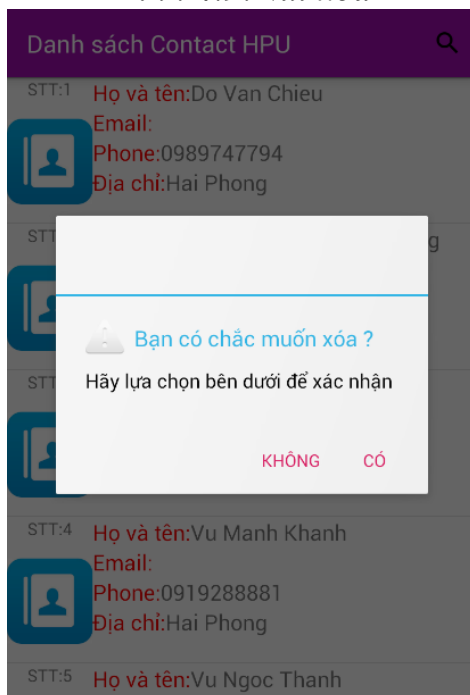 Danh sách Contact HPU
STT:1
Họ và tên:Do Van Chieu
Email:
Phone:0989747794
Địa chỉ:Hai Phong
STT
g
Bạn có chắc muốn xóa ?
Hãy lựa chọn bên dưới để xác nhận
STT
KHÔNG CÓ
STT:4
Họ và tên:Vu Manh Khanh
Email:
Phone:0919288881
Địa chỉ:Hai Phong
STT:5
Họ và tên:Vu Ngoc Thanh